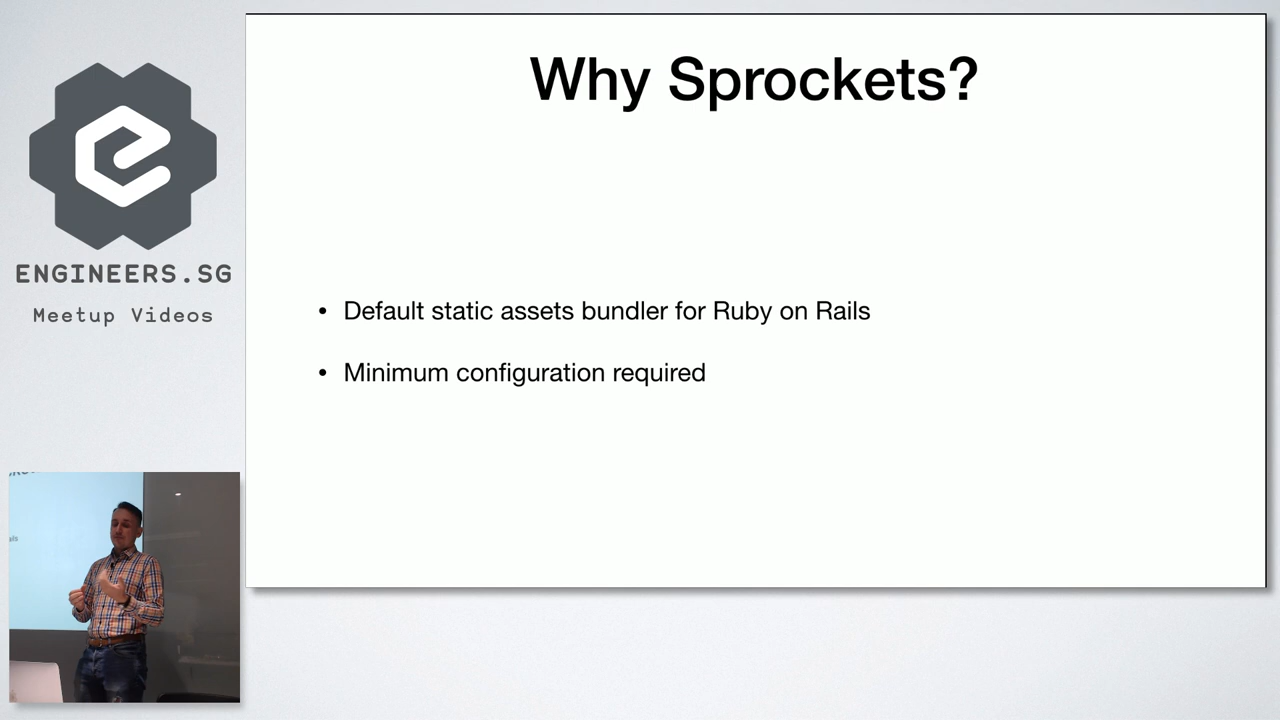 Why Sprockets?
ENGINEERS.SG
Meetup Videos
• Default static assets bundler for Ruby on Rails
• Minimum configuration required